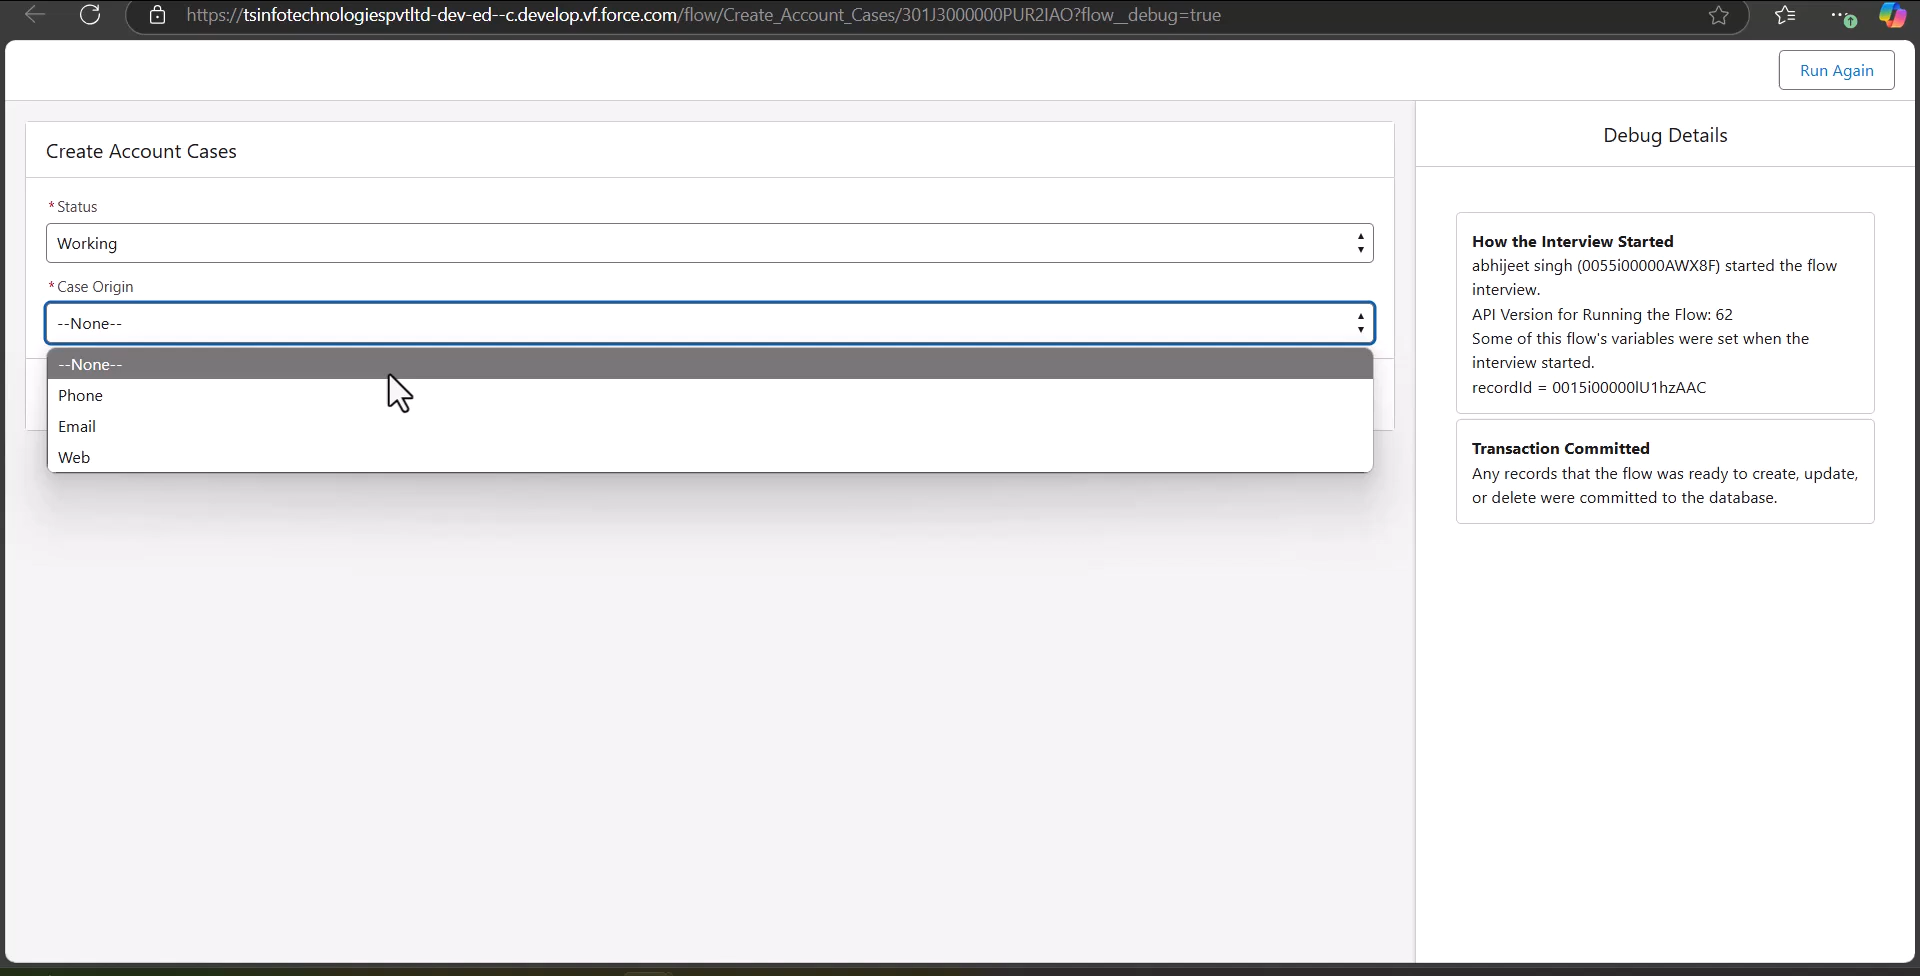 https://tsinfotechnologiespvtltd-dev-ed--c.develop.vf.force.com/flow/Create_Account_Cases/301J3000000PUR2IAO?flow__debug=true
Run Again
Create Account Cases
* Status
Working
* Case Origin
--None--
--None--
Phone
Email
Web
Debug Details
How the Interview Started
abhijeet singh (0055i00000AWX8F) started the flow
interview.
API Version for Running the Flow: 62
Some of this flow's variables were set when the
interview started.
recordId = 0015i00000IU1hzAAC
Transaction Committed
Any records that the flow was ready to create, update,
or delete were committed to the database.